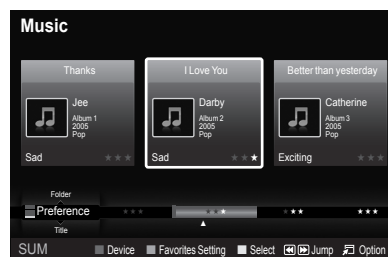 Music
Thanks
Jee
Album 1
2005
Pop
Sad
I Love You
Darby
Album 2
2005
Pop
Sad
Better than yesterday
Catherine
Album 3
2005
Pop
Exciting
Folder
Preference
Title
SUM Device Favorites Setting Select Jump Option